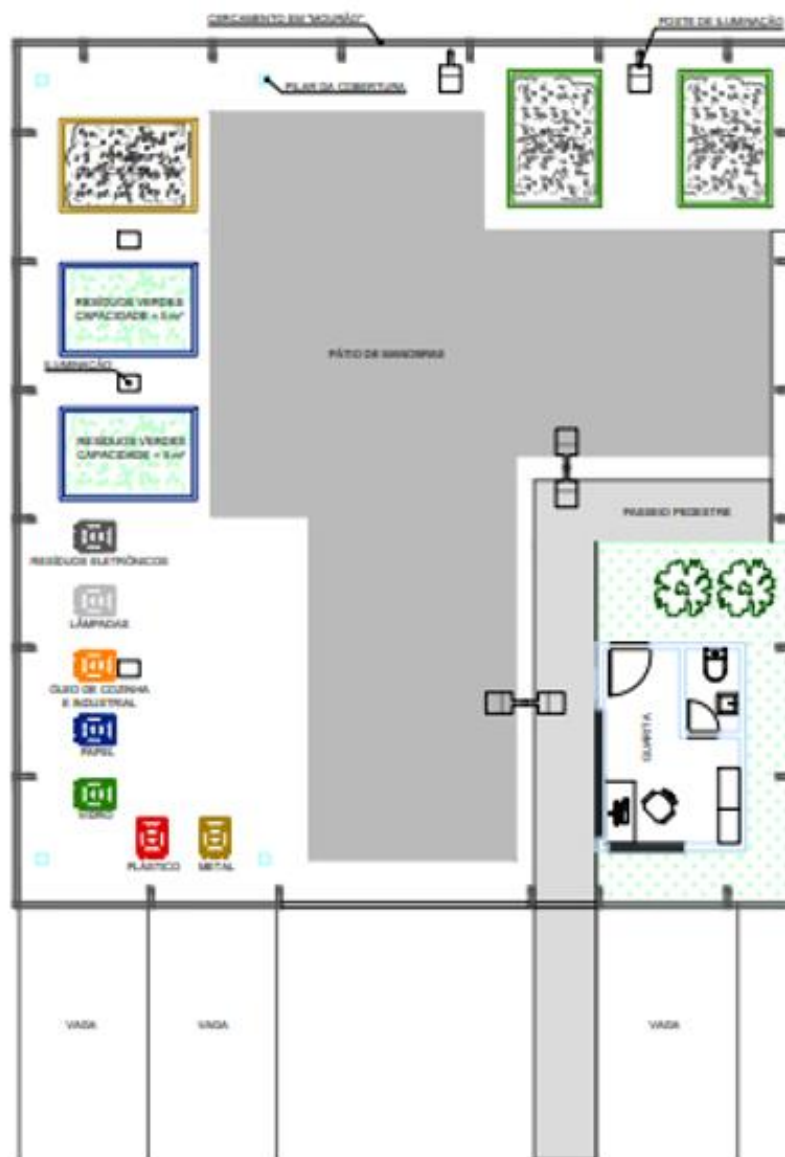 CERCAMENTO EM "MOURÃO"
POSTE DE ILUMINAÇÃO
PILAR DA COBERTURA
RESÍDUOS VERDES
CAPACIDADE = 5 m³
PÁTIO DE MANOBRAS
ILUMINAÇÃO
RESÍDUOS VERDES
CAPACIDADE = 5 m³
PASSEIO PEDESTRE
RESÍDUOS ELETRÔNICOS
LÂMPADAS
ÓLEO DE COZINHA
E INDUSTRIAL
GUARITA
PAPEL
VIDRO
PLÁSTICO
METAL
VAGA
VAGA
VAGA